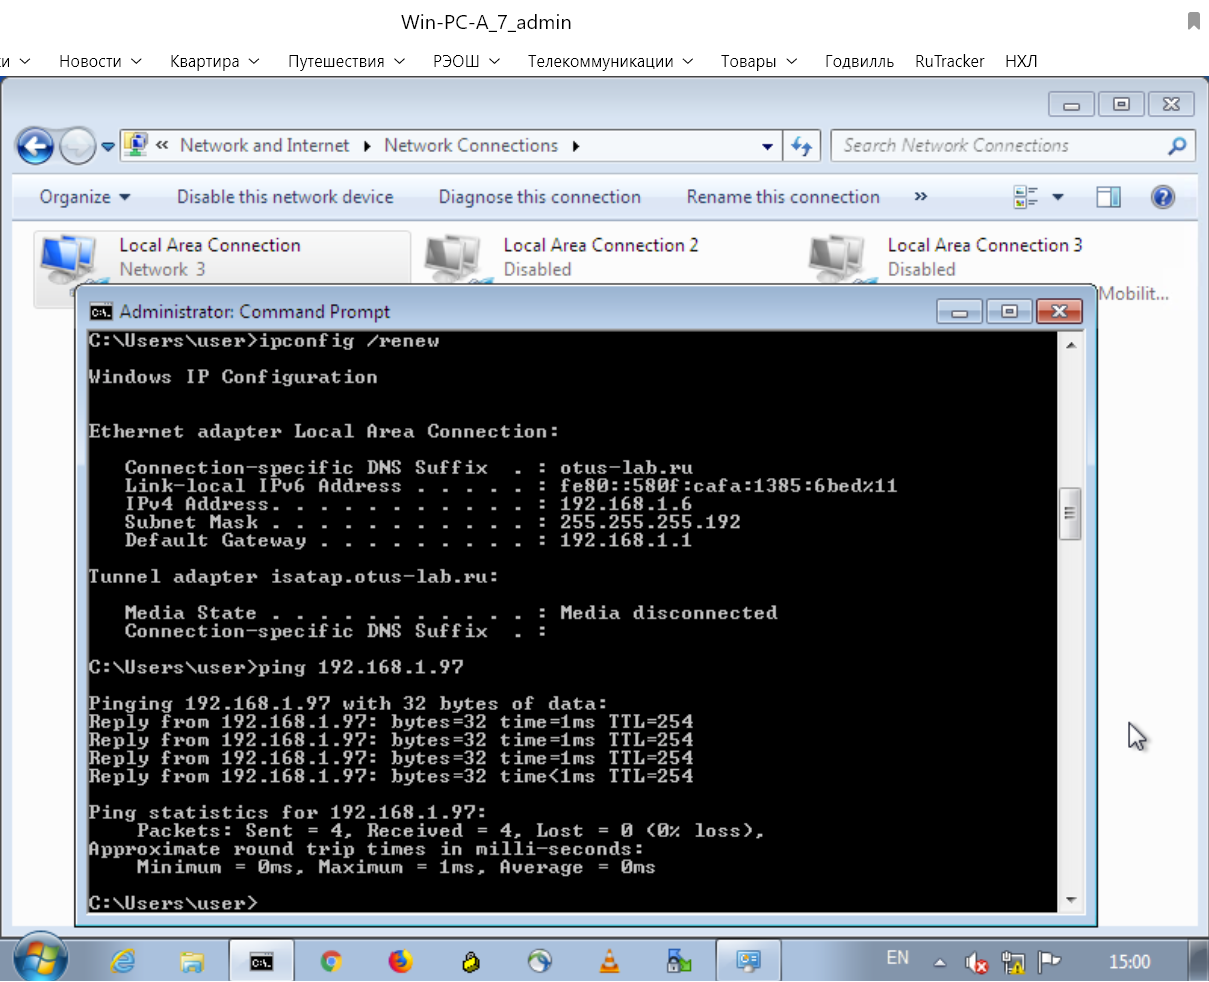 Win-PC-A_7_admin
и Новости Квартира Путешествия РЭОШ Телекоммуникации Товары Годвилль RuTracker НХЛ
« Network and Internet Network Connections Search Network Connections
Organize Disable this network device Diagnose this connection Rename this connection »
Local Area Connection
Network 3
Local Area Connection 2
Disabled
Local Area Connection 3
Disabled
Mobilit...
Administrator: Command Prompt
C:\Users\user>ipconfig /renew
Windows IP Configuration
Ethernet adapter Local Area Connection:
Connection-specific DNS Suffix . : otus-lab.ru
Link-local IPv6 Address . . . . . : fe80::580f:cafa:1385:6bed%11
IPv4 Address. . . . . . . . . . . : 192.168.1.6
Subnet Mask . . . . . . . . . . . : 255.255.255.192
Default Gateway . . . . . . . . . : 192.168.1.1
Tunnel adapter isatap.otus-lab.ru:
Media State . . . . . . . . . . . : Media disconnected
Connection-specific DNS Suffix . :
C:\Users\user>ping 192.168.1.97
Pinging 192.168.1.97 with 32 bytes of data:
Reply from 192.168.1.97: bytes=32 time=1ms TTL=254
Reply from 192.168.1.97: bytes=32 time=1ms TTL=254
Reply from 192.168.1.97: bytes=32 time=1ms TTL=254
Reply from 192.168.1.97: bytes=32 time<1ms TTL=254
Ping statistics for 192.168.1.97:
Packets: Sent = 4, Received = 4, Lost = 0 (0% loss),
Approximate round trip times in milli-seconds:
Minimum = 0ms, Maximum = 1ms, Average = 0ms
C:\Users\user>
EN 15:00